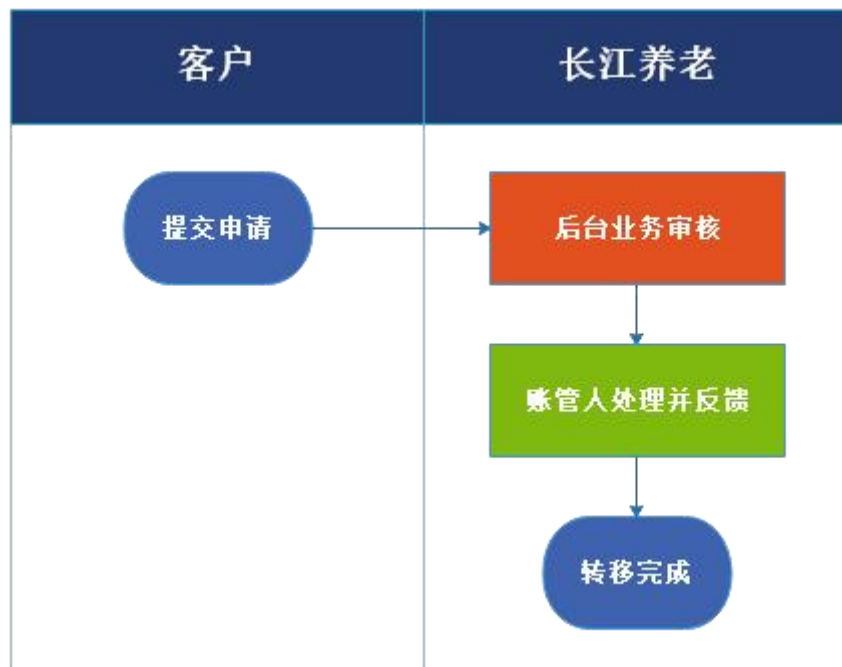 客户
长江养老
提交申请
后台业务审核
账管人处理并反馈
转移完成